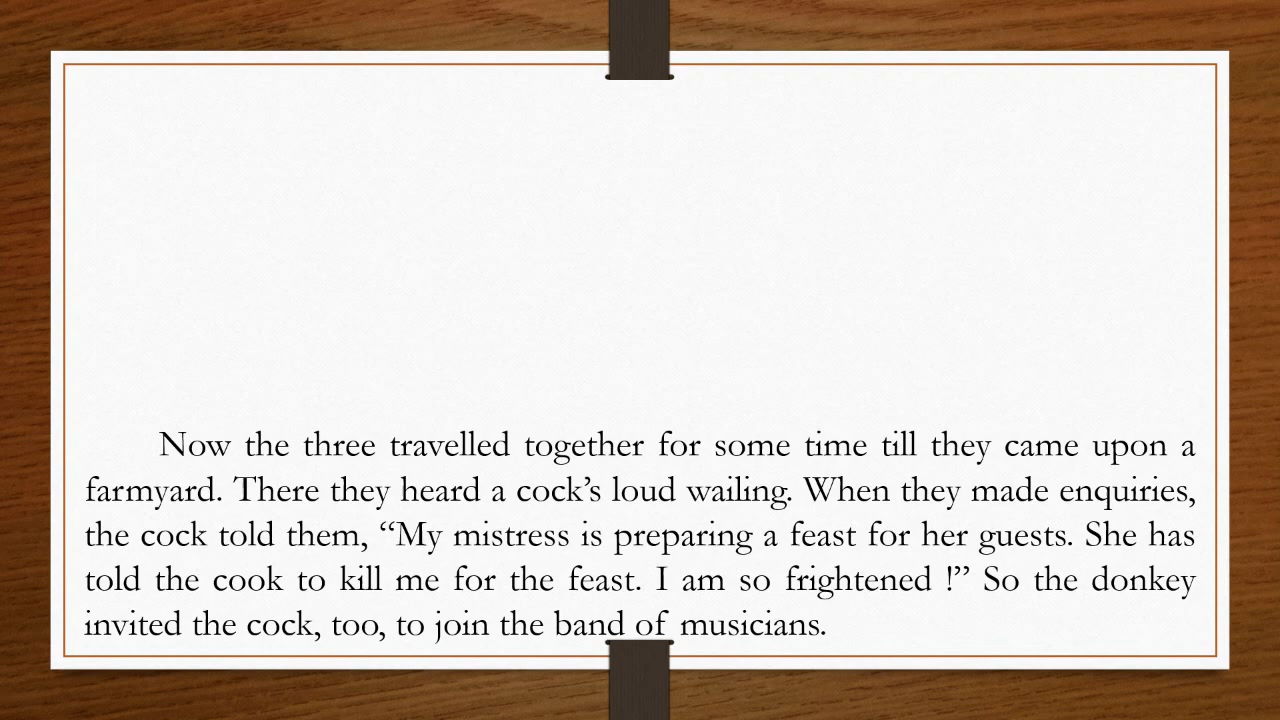 Now the three travelled together for some time till they came upon a
farmyard. There they heard a cock’s loud wailing. When they made enquiries,
the cock told them, “My mistress is preparing a feast for her guests. She has
told the cook to kill me for the feast. I am so frightened !” So the donkey
invited the cock, too, to join the band of musicians.